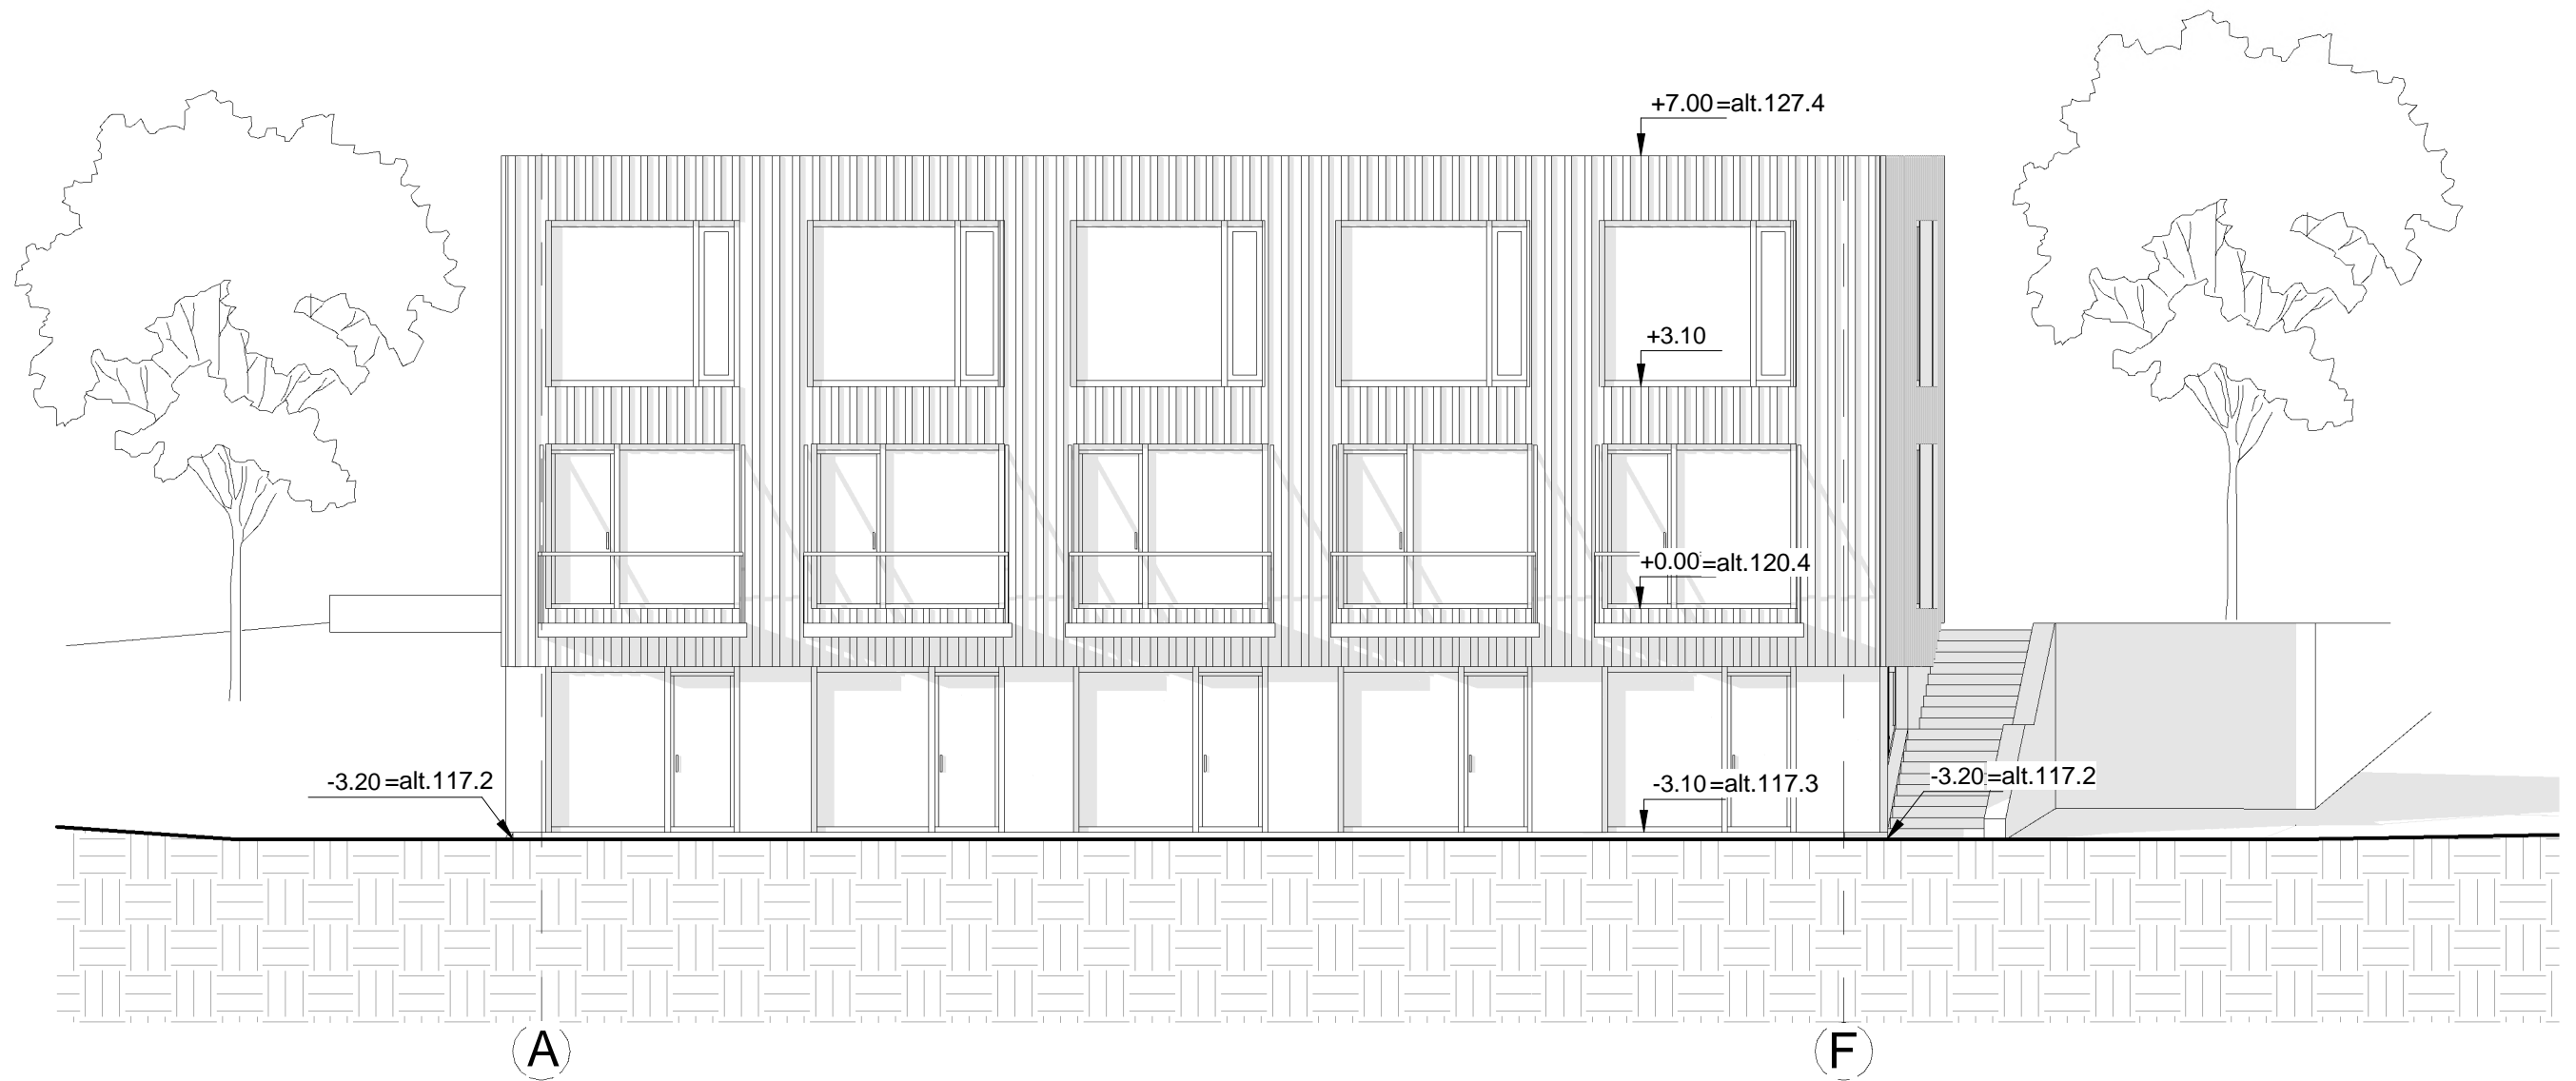 +7.00=alt.127.4
+3.10
+0.00=alt.120.4
-3.20=alt.117.2
-3.10=alt.117.3
-3.20=alt.117.2
A
F